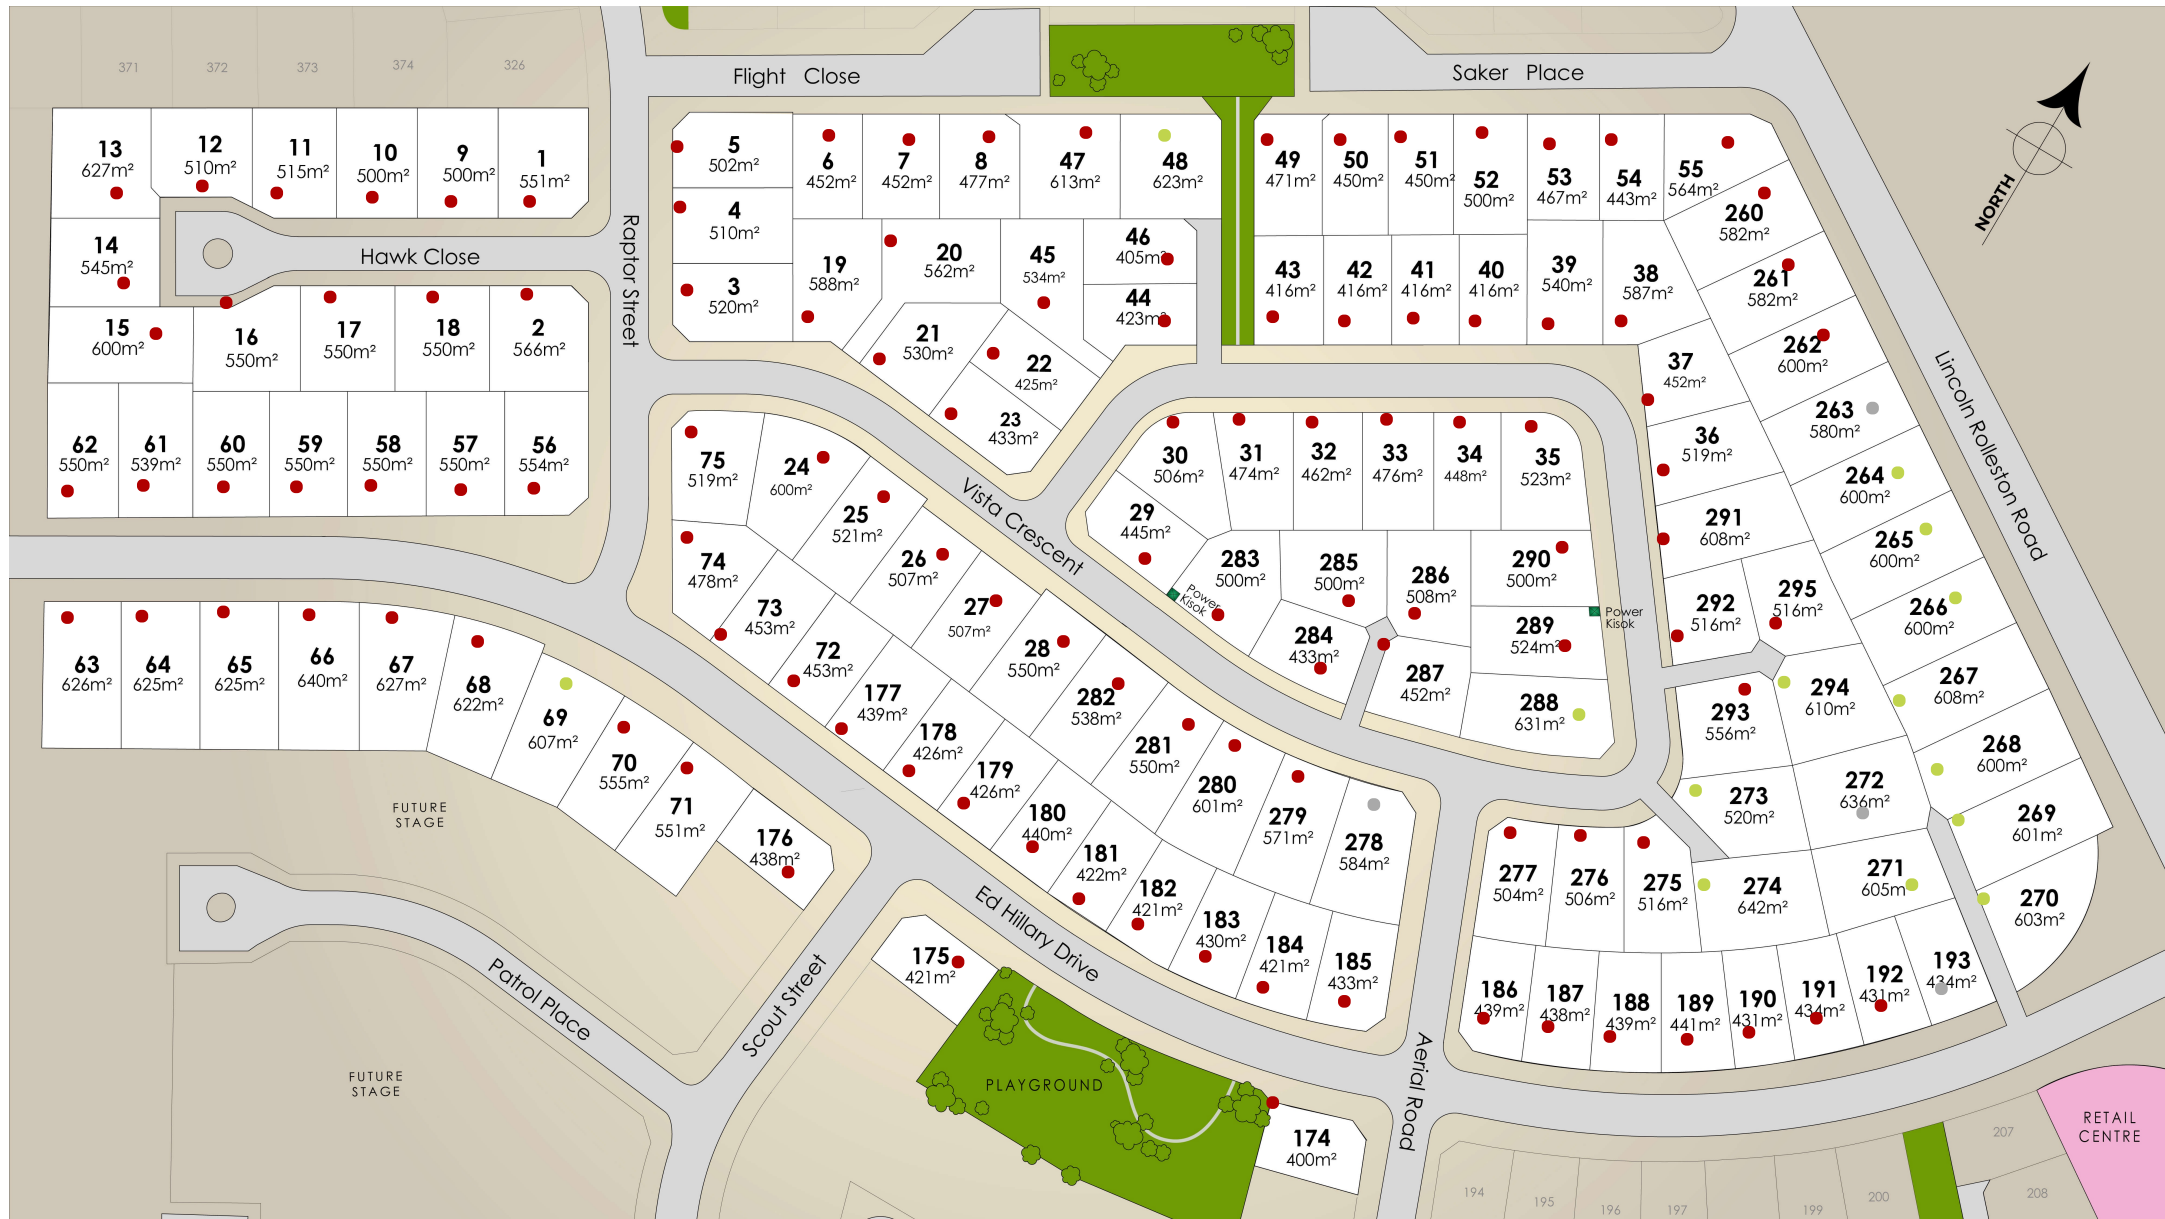 371
372
373
374
326
Flight Close
Saker Place
NORTH
13
627m²
12
510m²
11
515m²
10
500m²
9
500m²
1
551m²
5
502m²
6
452m²
7
452m²
8
477m²
47
613m²
48
623m²
49
471m²
50
450m²
51
450m²
52
500m²
53
467m²
54
443m²
55
564m²
260
582m²
14
545m²
Hawk Close
Raptor Street
4
510m²
3
520m²
19
588m²
20
562m²
45
534m²
46
405m²
44
423m²
43
416m²
42
416m²
41
416m²
40
416m²
39
540m²
38
587m²
261
582m²
262
600m²
15
600m²
16
550m²
17
550m²
18
550m²
2
566m²
21
530m²
22
425m²
23
433m²
37
452m²
263
580m²
Lincoln Rolleston Road
62
550m²
61
539m²
60
550m²
59
550m²
58
550m²
57
550m²
56
554m²
75
519m²
24
600m²
25
521m²
Vista Crescent
30
506m²
31
474m²
32
462m²
33
476m²
34
448m²
35
523m²
36
519m²
264
600m²
29
445m²
291
608m²
265
600m²
74
478m²
73
453m²
26
507m²
27
507m²
283
500m²
285
500m²
286
508m²
290
500m²
Power
Kisok
Power
Kisok
292
516m²
295
516m²
266
600m²
63
626m²
64
625m²
65
625m²
66
640m²
67
627m²
68
622m²
69
607m²
70
555m²
71
551m²
176
438m²
72
453m²
28
550m²
284
433m²
287
452m²
289
524m²
288
631m²
293
556m²
294
610m²
267
608m²
177
439m²
178
426m²
179
426m²
180
440m²
181
422m²
182
421m²
183
430m²
184
421m²
185
433m²
282
538m²
281
550m²
280
601m²
279
571m²
278
584m²
273
520m²
272
636m²
268
600m²
269
601m²
FUTURE
STAGE
277
504m²
276
506m²
275
516m²
274
642m²
271
605m²
270
603m²
Ed Hillary Drive
175
421m²
Patrol Place
Scout Street
186
439m²
187
438m²
188
439m²
189
441m²
190
431m²
191
434m²
192
431m²
193
434m²
FUTURE
STAGE
PLAYGROUND
Aerial Road
174
400m²
RETAIL
CENTRE
207
194
195
196
197
199
200
208